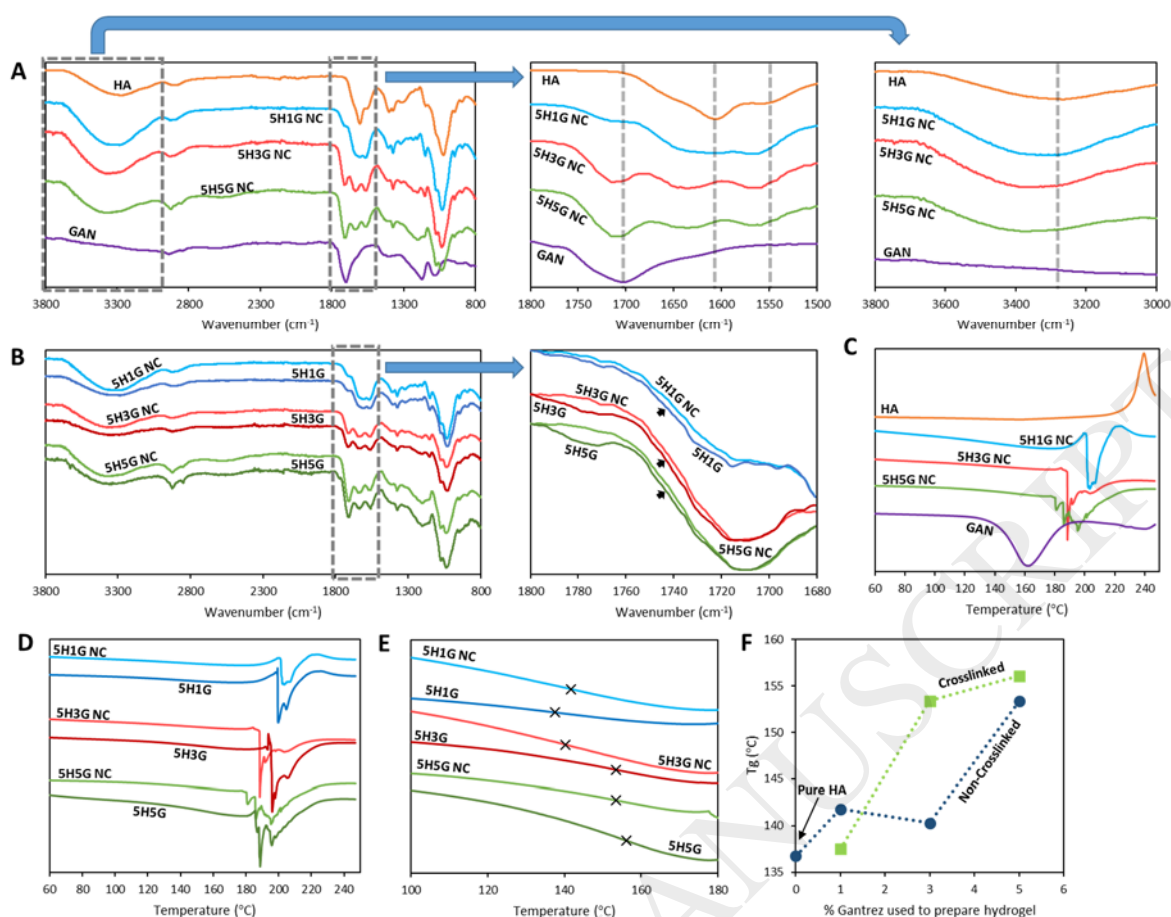 A
HA
5H1G NC
5H3G NC
5H5G NC
GAN
3800 3300 2800 2300 1800 1300 800
Wavenumber (cm-1)
HA
5H1G NC
5H3G NC
5H5G NC
GAN
1800 1750 1700 1650 1600 1550 1500
Wavenumber (cm-1)
HA
5H1G NC
5H3G NC
5H5G NC
GAN
3800 3600 3400 3200 3000
Wavenumber (cm-1)
B
5H1G NC
5H1G
5H3G NC
5H3G
5H5G NC
5H5G
3800 3300 2800 2300 1800 1300 800
Wavenumber (cm-1)
5H1G NC
5H1G
5H3G NC
5H3G
5H5G
5H5G NC
1800 1780 1760 1740 1720 1700 1680
Wavenumber (cm-1)
C
HA
5H1G NC
5H3G NC
5H5G NC
GAN
60 80 100 120 140 160 180 200 220 240
Temperature (°C)
D
5H1G NC
5H1G
5H3G NC
5H3G
5H5G NC
5H5G
60 80 100 120 140 160 180 200 220 240
Temperature (°C)
E
5H1G NC
5H1G
5H3G NC
5H3G
5H5G NC
5H5G
100 120 140 160 180
Temperature (°C)
F
160
155
150
145
140
135
Tg (°C)
Crosslinked
Non-Crosslinked
Pure HA
0 1 2 3 4 5 6
% Gantrez used to prepare hydrogel
ANUSCRIPT